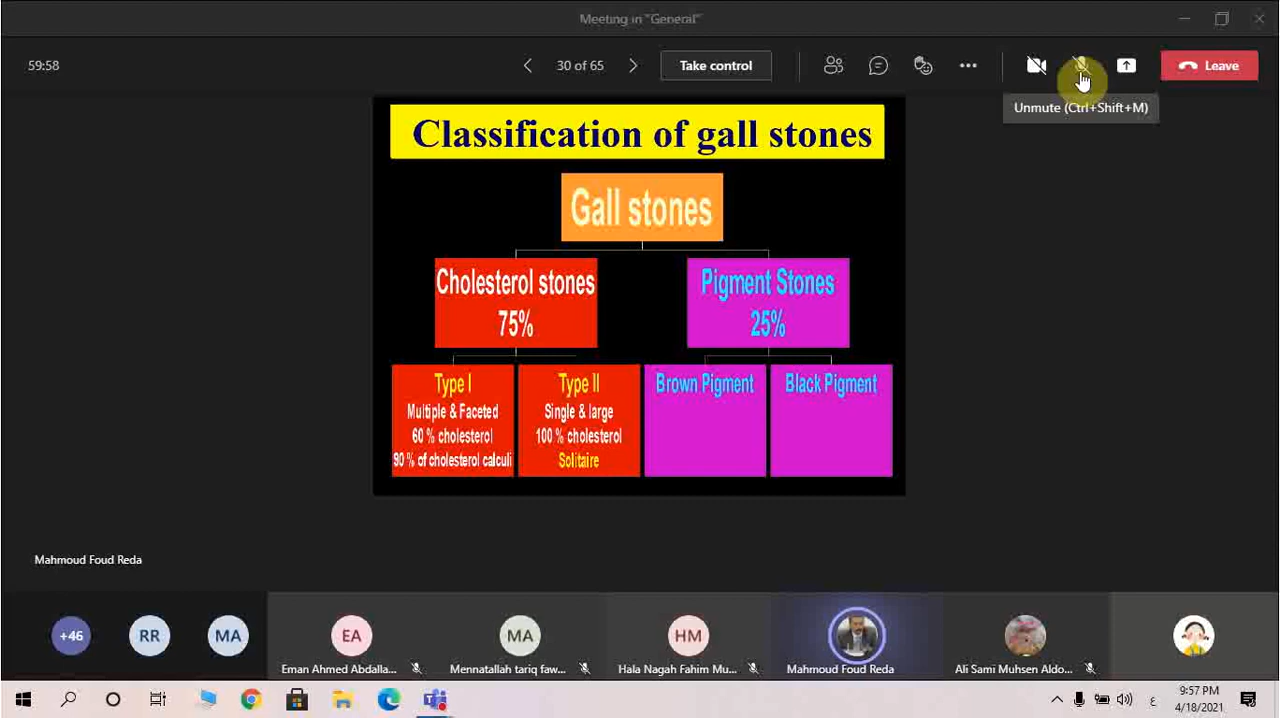 Meeting in "General"
59:58
30 of 65
Take control
Leave
Unmute (Ctrl+Shift+M)
Classification of gall stones
Gall stones
Cholesterol stones
75%
Pigment Stones
25%
Type I
Multiple & Faceted
60 % cholesterol
90 % of cholesterol calculi
Type II
Single & large
100 % cholesterol
Solitaire
Brown Pigment
Black Pigment
Mahmoud Foud Reda
+46
RR
MA
EA
Eman Ahmed Abdalla...
MA
Mennatallah tariq faw...
HM
Hala Nagah Fahim Mu...
Mahmoud Foud Reda
Ali Sami Muhsen Aldo...
ع
9:57 PM
4/18/2021